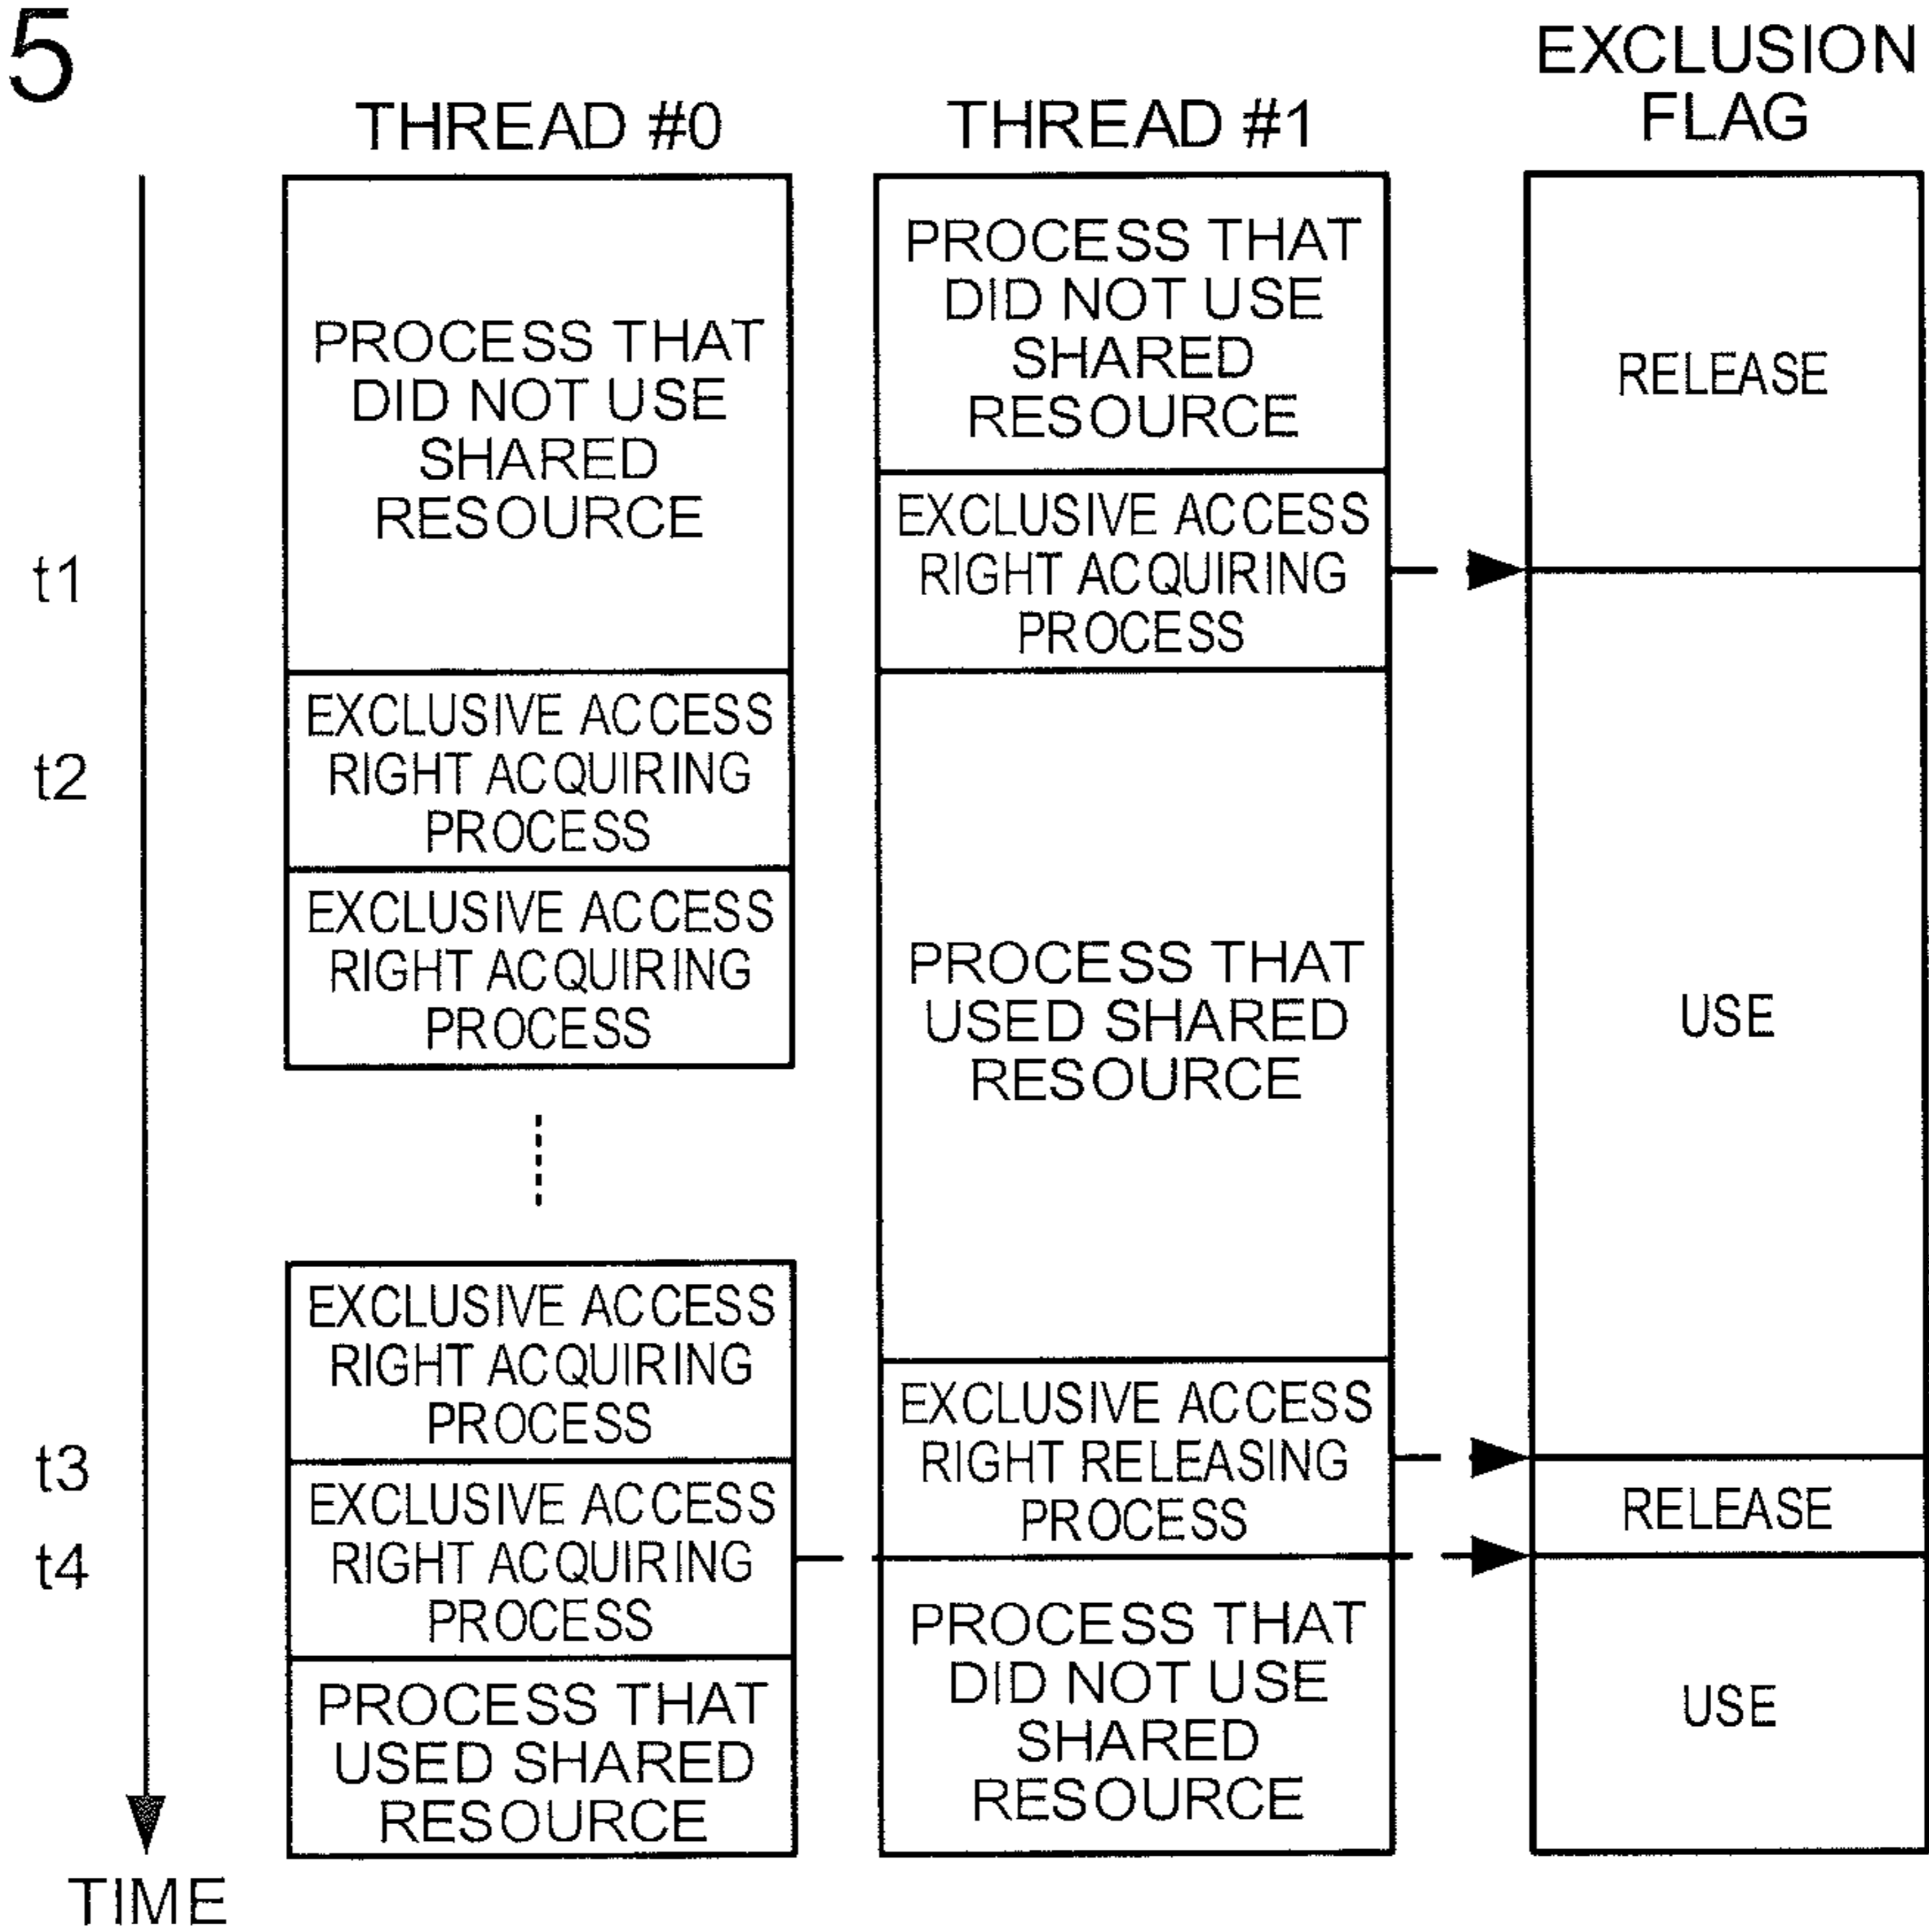 5
EXCLUSION
FLAG
THREAD #0
THREAD #1
PROCESS THAT
DID NOT USE
SHARED
RESOURCE
EXCLUSIVE ACCESS
RIGHT ACQUIRING
PROCESS
EXCLUSIVE ACCESS
RIGHT ACQUIRING
PROCESS
EXCLUSIVE ACCESS
RIGHT ACQUIRING
PROCESS
EXCLUSIVE ACCESS
RIGHT ACQUIRING
PROCESS
PROCESS THAT
USED SHARED
RESOURCE
PROCESS THAT
DID NOT USE
SHARED
RESOURCE
EXCLUSIVE ACCESS
RIGHT ACQUIRING
PROCESS
PROCESS THAT
USED SHARED
RESOURCE
EXCLUSIVE ACCESS
RIGHT RELEASING
PROCESS
PROCESS THAT
DID NOT USE
SHARED
RESOURCE
RELEASE
USE
RELEASE
USE
t1
t2
t3
t4
TIME